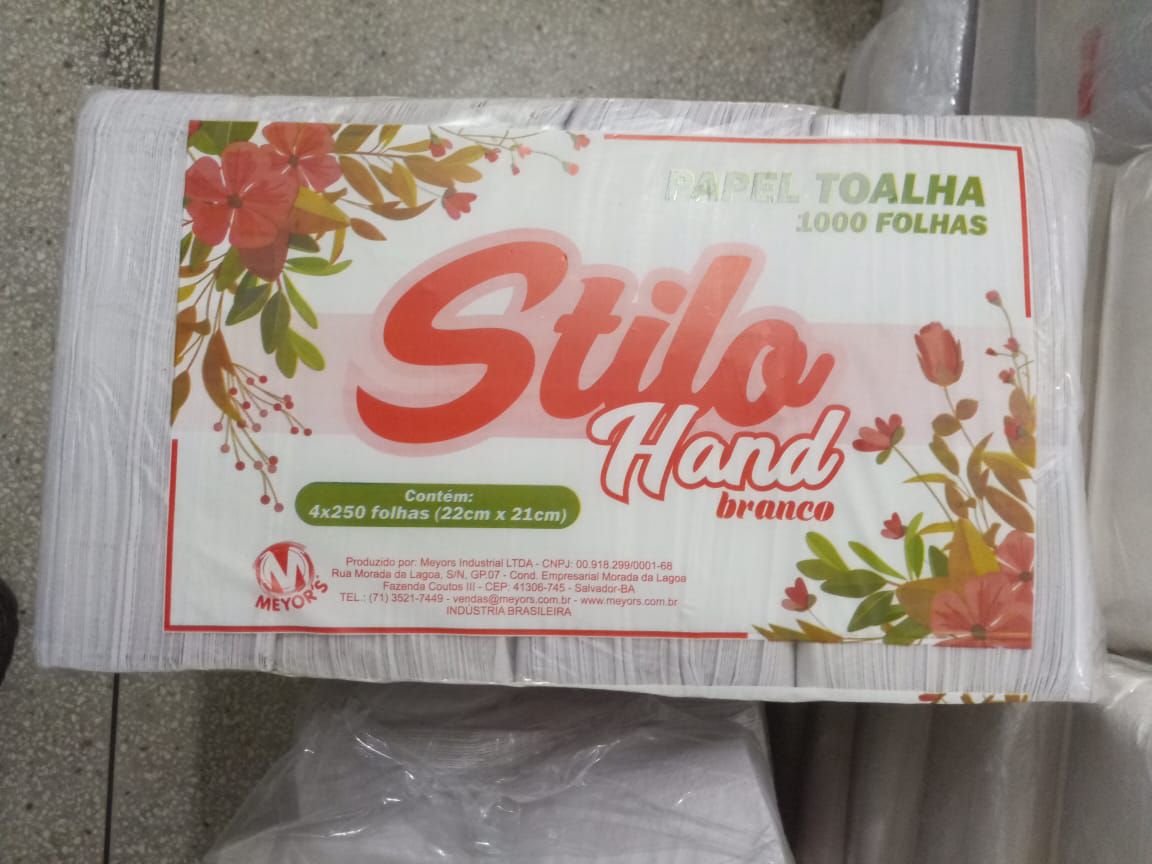 PAPEL TOALHA
1000 FOLHAS
Stilo
Hand
branco
Contém:
4x250 folhas (22cm x 21cm)
MEYOR'S
Produzido por: Meyors Industrial LTDA - CNPJ: 00.918.299/0001-68
Rua Morada da Lagoa, S/N, GP.07 - Cond. Empresarial Morada da Lagoa
Fazenda Coutos III - CEP: 41306-745 - Salvador-BA
TEL.: (71) 3521-7449 - vendas@meyors.com.br - www.meyors.com.br
INDÚSTRIA BRASILEIRA